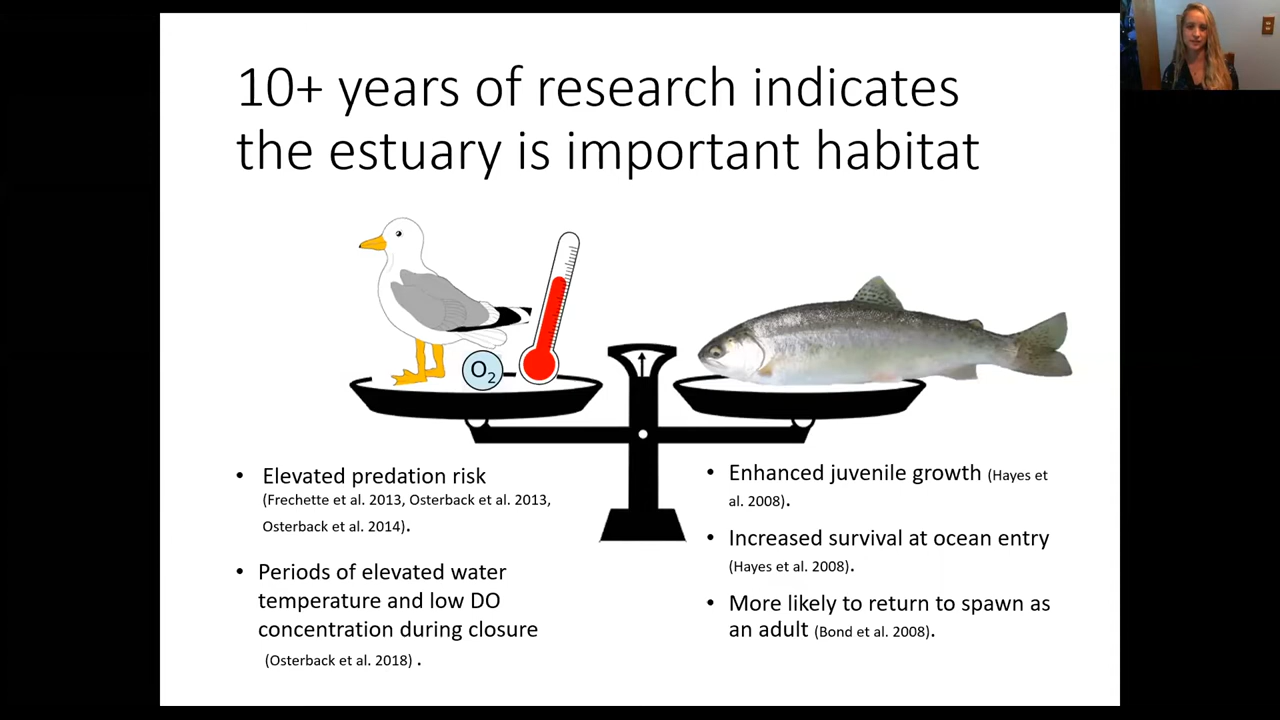 10+ years of research indicates
the estuary is important habitat
O2
• Elevated predation risk
(Frechette et al. 2013, Osterback et al. 2013,
Osterback et al. 2014).
• Periods of elevated water
temperature and low DO
concentration during closure
(Osterback et al. 2018) .
• Enhanced juvenile growth (Hayes et
al. 2008).
• Increased survival at ocean entry
(Hayes et al. 2008).
• More likely to return to spawn as
an adult (Bond et al. 2008).